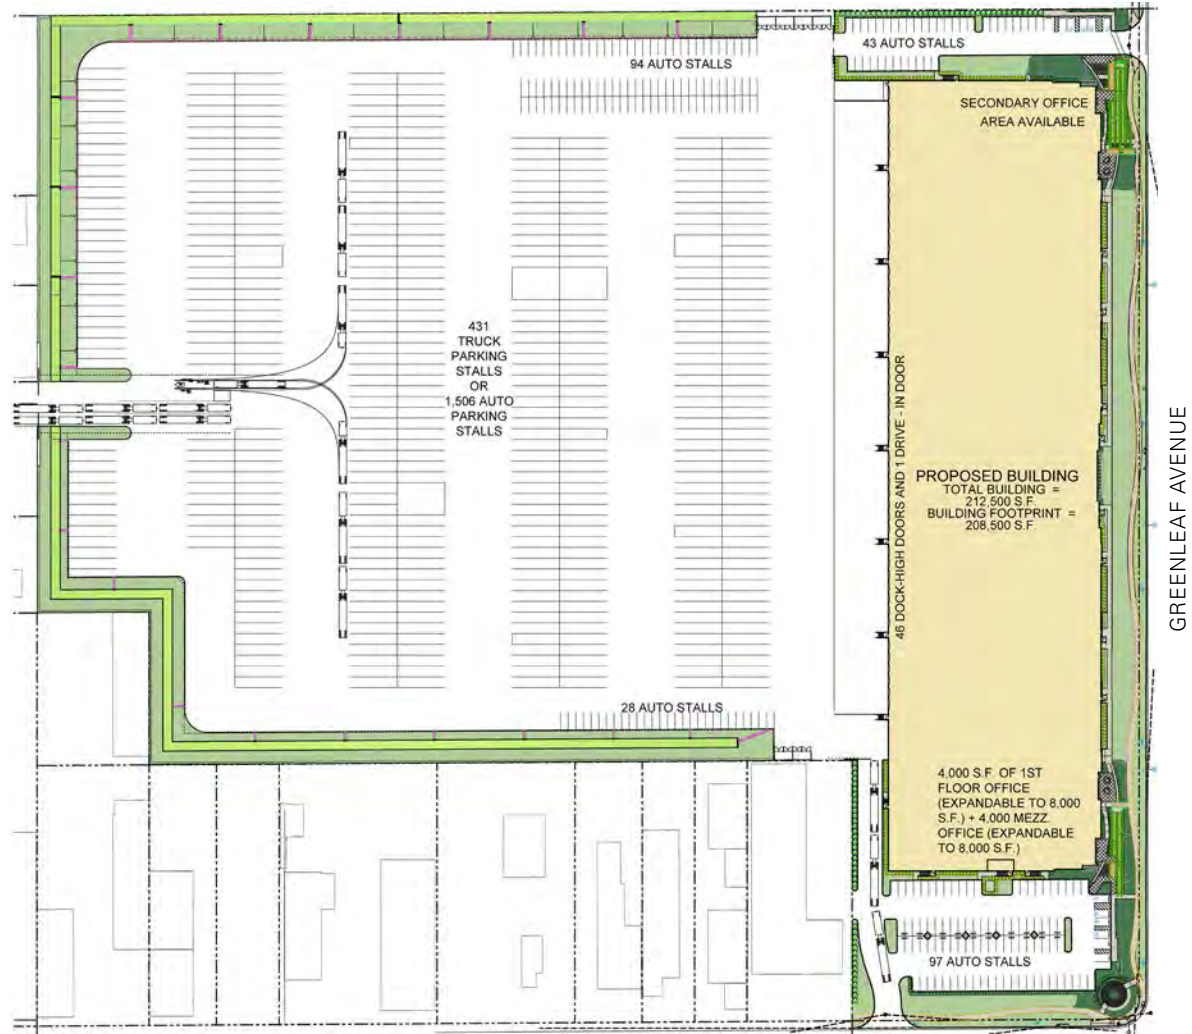 43 AUTO STALLS
94 AUTO STALLS
SECONDARY OFFICE
AREA AVAILABLE
431
TRUCK
PARKING
STALLS
OR
1,506 AUTO
PARKING
STALLS
46 DOCK-HIGH DOORS AND 1 DRIVE - IN DOOR
PROPOSED BUILDING
TOTAL BUILDING =
212,500 S.F.
BUILDING FOOTPRINT =
208,500 S.F.
GREENLEAF AVENUE
28 AUTO STALLS
4,000 S.F. OF 1ST
FLOOR OFFICE
(EXPANDABLE TO 8,000
S.F.) + 4,000 MEZZ.
OFFICE (EXPANDABLE
TO 8,000 S.F.)
97 AUTO STALLS